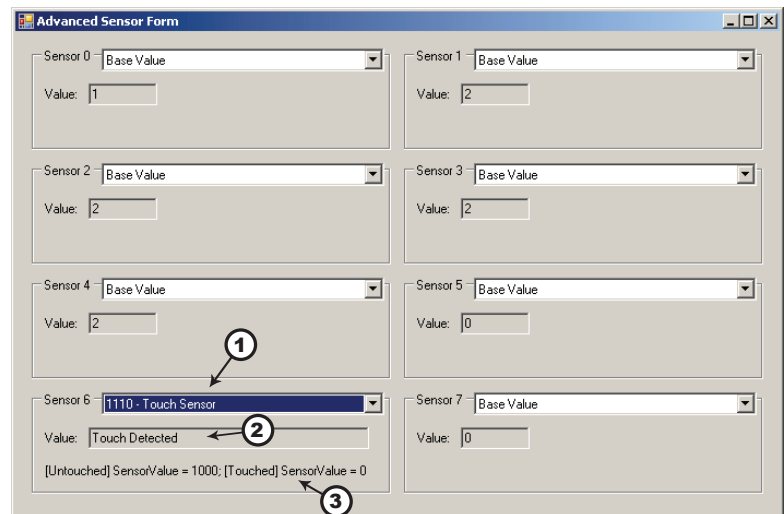 Advanced Sensor Form
Sensor 0 Base Value
Value: 1
Sensor 1 Base Value
Value: 2
Sensor 2 Base Value
Value: 2
Sensor 3 Base Value
Value: 2
Sensor 4 Base Value
Value: 2
Sensor 5 Base Value
Value: 0
1
Sensor 6 1110 - Touch Sensor
Value: Touch Detected
2
[Untouched] SensorValue = 1000; [Touched] SensorValue = 0
3
Sensor 7 Base Value
Value: 0